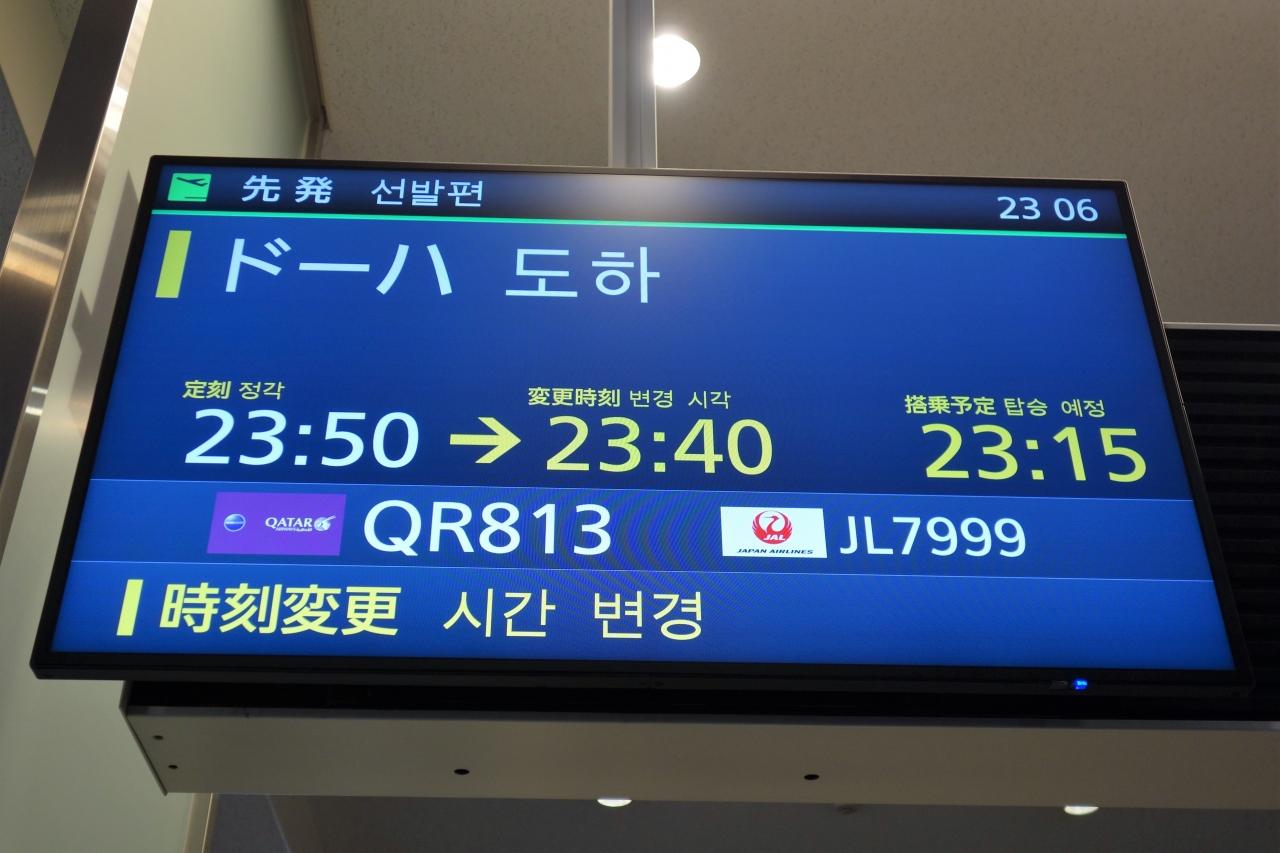 先発 선발편 23 06
ドーハ 도하
定刻 정각 変更時刻 변경 시각 搭乗予定 탑승 예정
23:50 → 23:40 23:15
QATAR QR813 JAL JAPAN AIRLINES JL7999
時刻変更 시간 변경